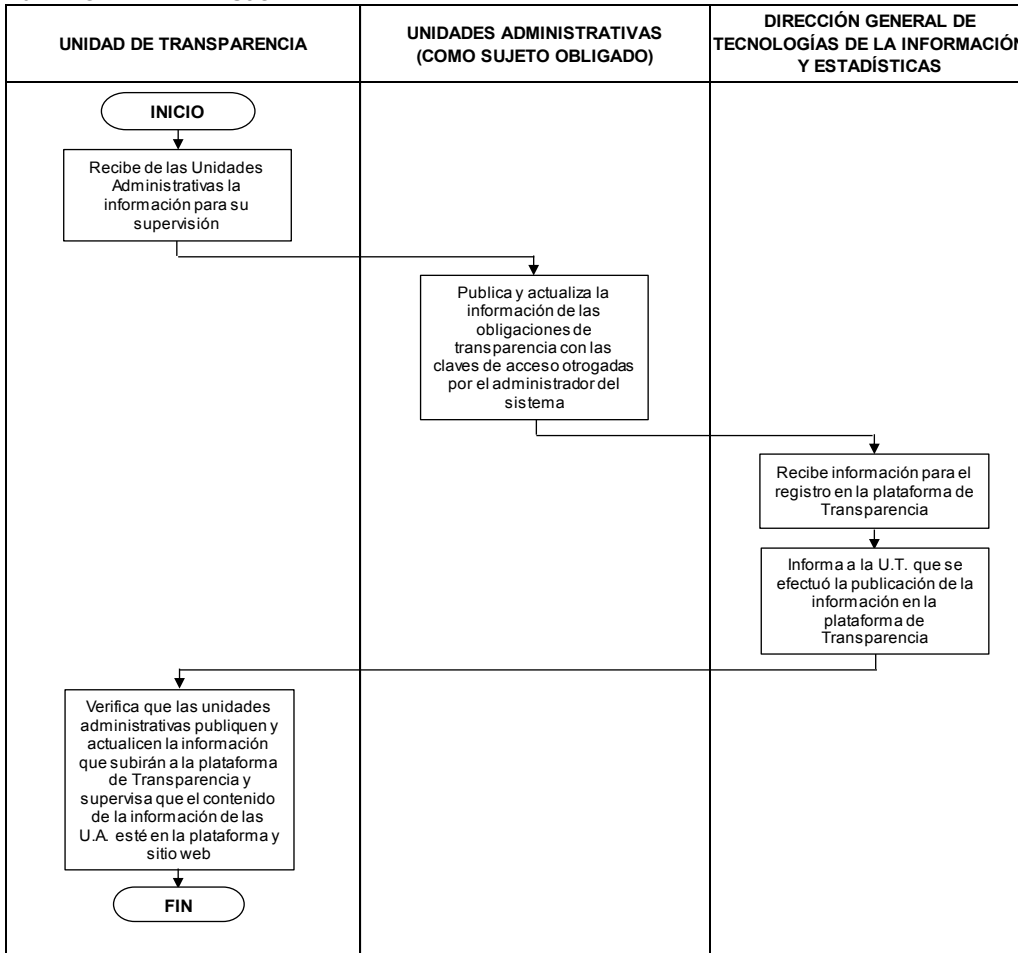 UNIDAD DE TRANSPARENCIA
UNIDADES ADMINISTRATIVAS
(COMO SUJETO OBLIGADO)
DIRECCIÓN GENERAL DE
TECNOLOGÍAS DE LA INFORMACIÓN
Y ESTADÍSTICAS
INICIO
Recibe de las Unidades
Administrativas la
información para su
supervisión
Publica y actualiza la
información de las
obligaciones de
transparencia con las
claves de acceso otrogadas
por el administrador del
sistema
Recibe información para el
registro en la plataforma de
Transparencia
Informa a la U.T. que se
efectuó la publicación de la
información en la
plataforma de
Transparencia
Verifica que las unidades
administrativas publiquen y
actualicen la información
que subirán a la plataforma
de Transparencia y
supervisa que el contenido
de la información de las
U.A. esté en la plataforma y
sitio web
FIN